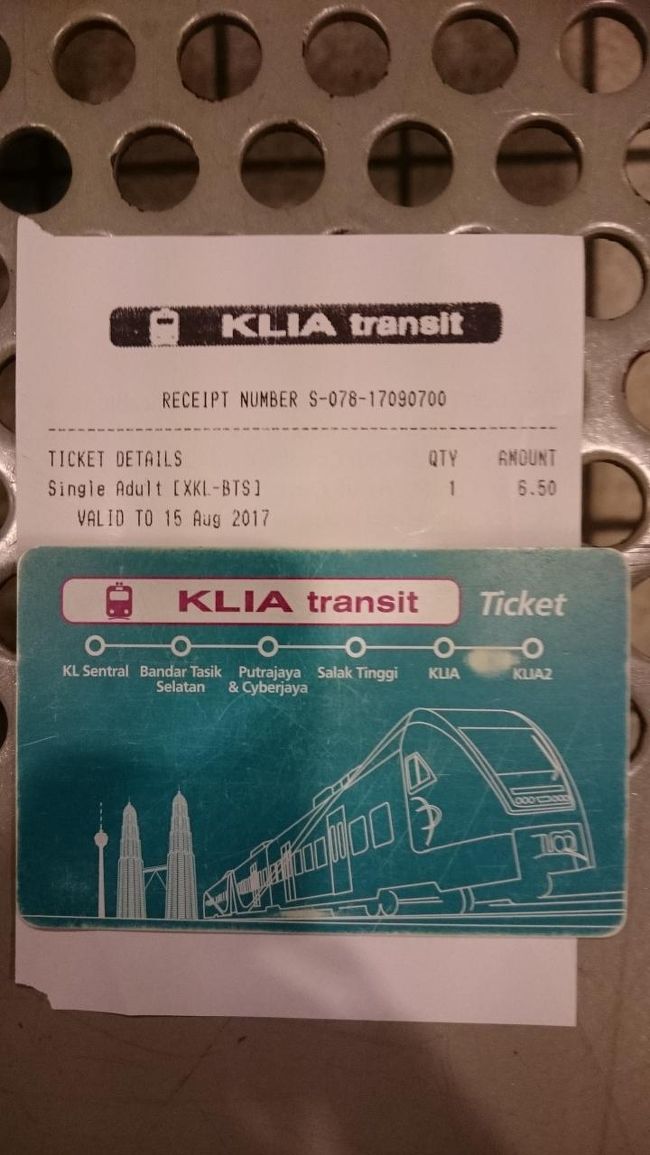 KLIA transit
RECEIPT NUMBER S-078-17090700
TICKET DETAILS QTY AMOUNT
Single Adult [XKL-BTS] 1 6.50
VALID TO 15 Aug 2017
KLIA transit Ticket
KL Sentral Bandar Tasik Selatan Putrajaya & Cyberjaya Salak Tinggi KLIA KLIA2